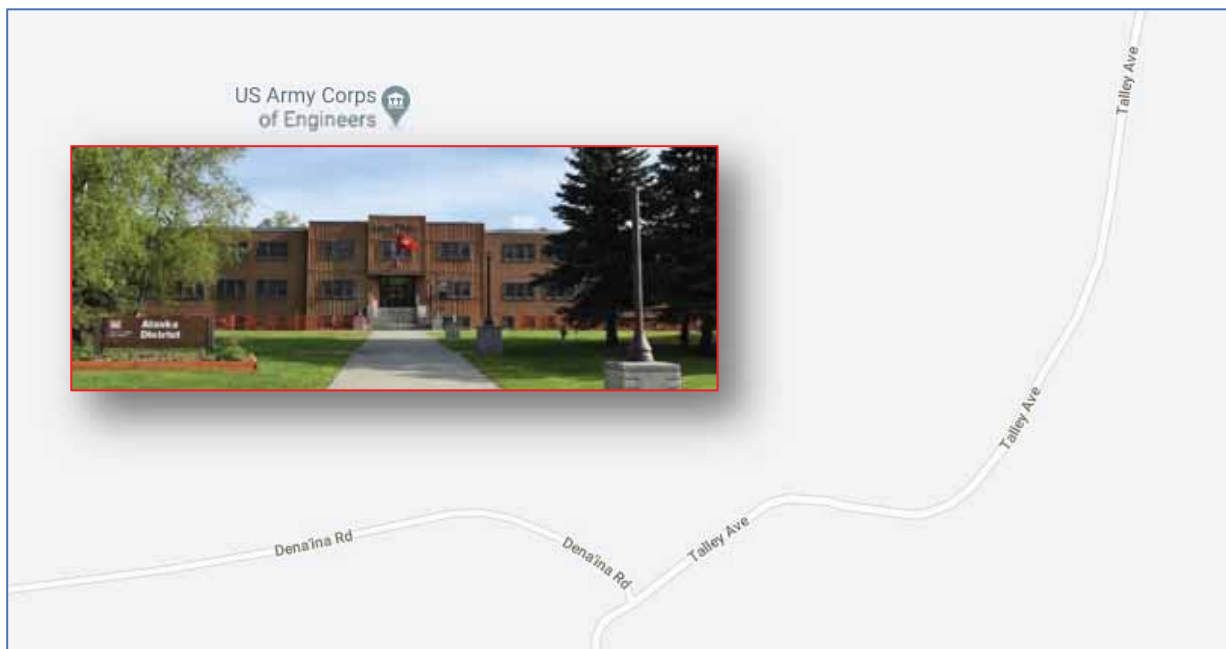 US Army Corps
of Engineers
Talley Ave
Alaska
District
Talley Ave
Talley Ave
Dena'ina Rd
Dena'ina Rd